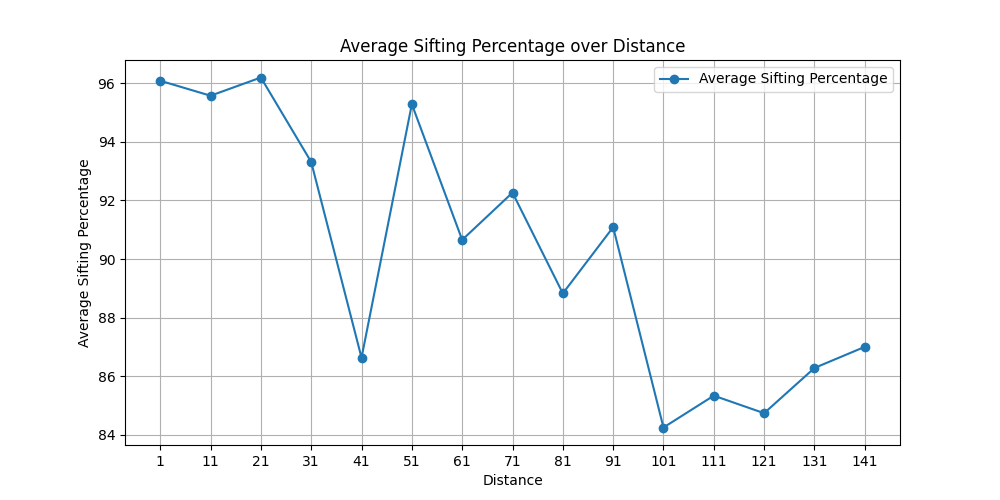 Average Sifting Percentage over Distance
Average Sifting Percentage
96
94
92
90
88
86
84
Average Sifting Percentage
1 11 21 31 41 51 61 71 81 91 101 111 121 131 141
Distance